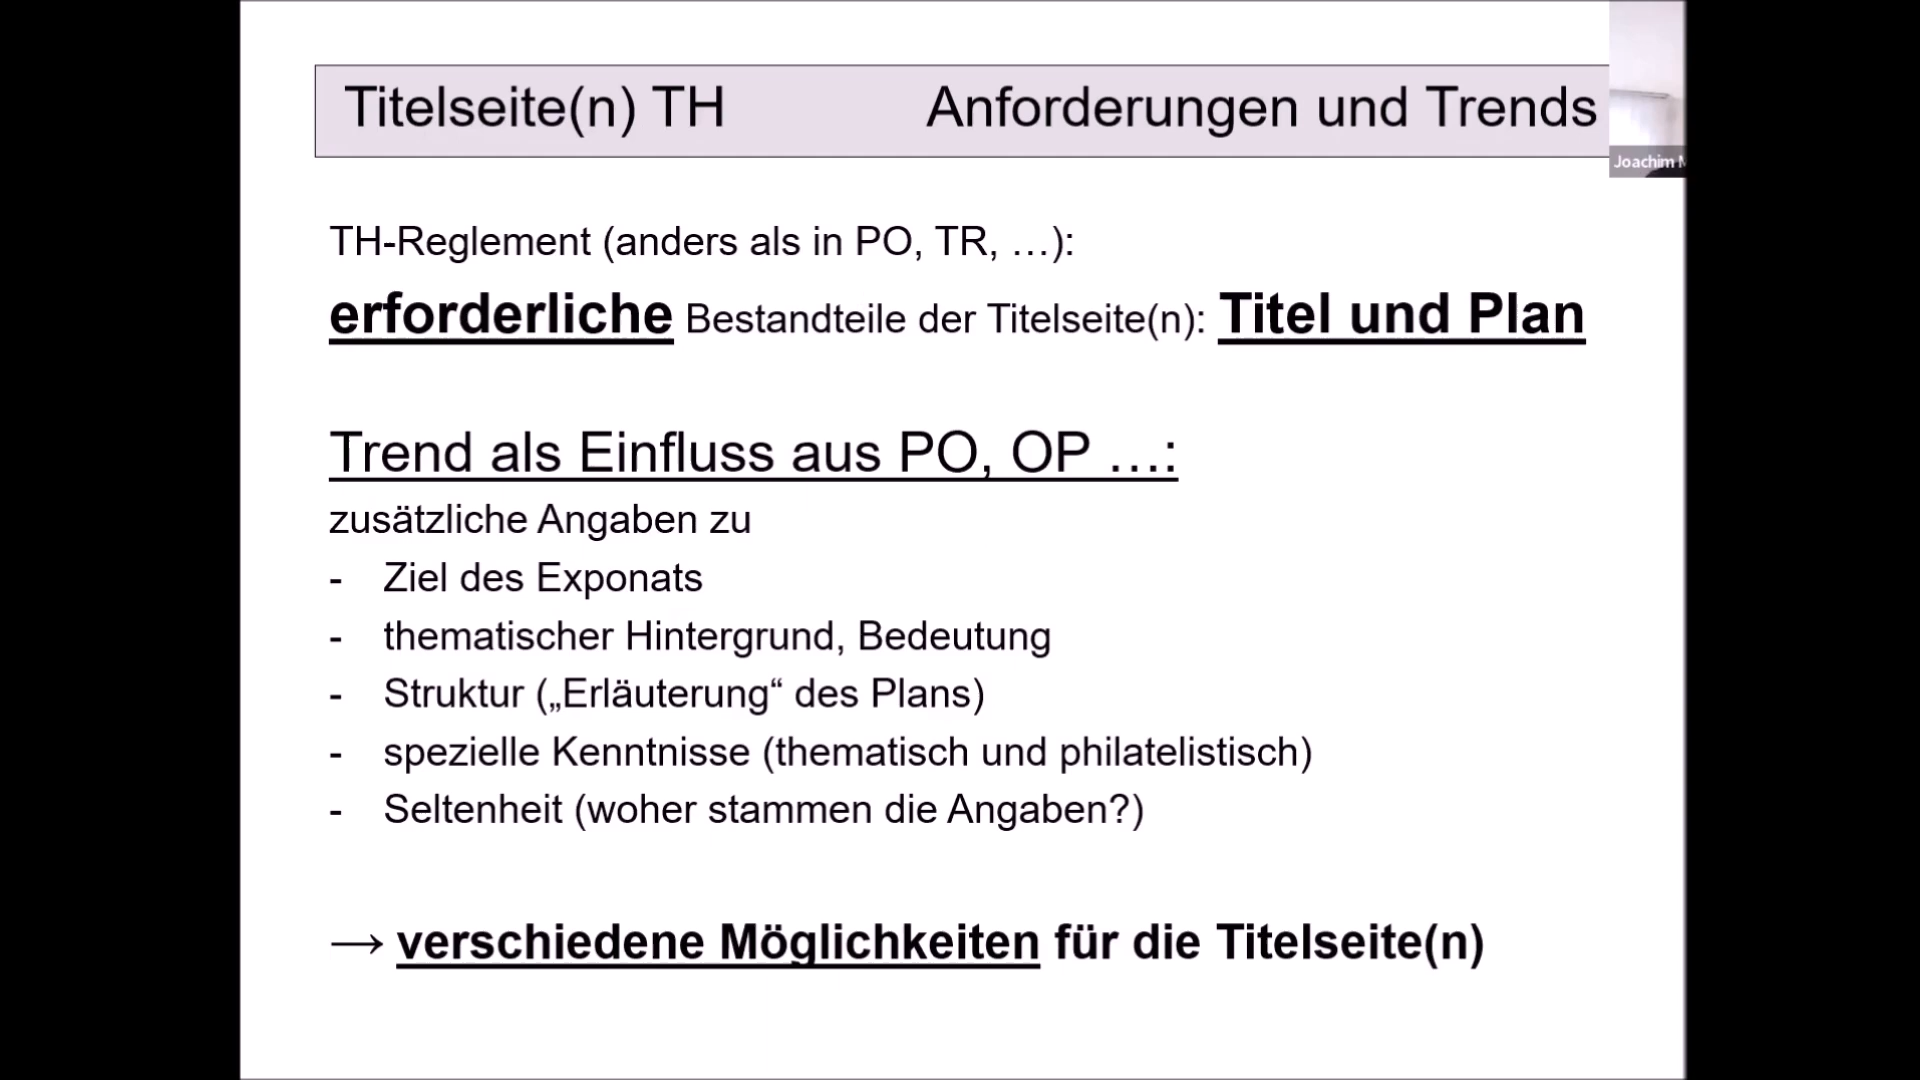 Titelseite(n) TH Anforderungen und Trends
Joachim
TH-Reglement (anders als in PO, TR, …):
erforderliche Bestandteile der Titelseite(n): Titel und Plan
Trend als Einfluss aus PO, OP …:
zusätzliche Angaben zu
- Ziel des Exponats
- thematischer Hintergrund, Bedeutung
- Struktur („Erläuterung“ des Plans)
- spezielle Kenntnisse (thematisch und philatelistisch)
- Seltenheit (woher stammen die Angaben?)
→ verschiedene Möglichkeiten für die Titelseite(n)